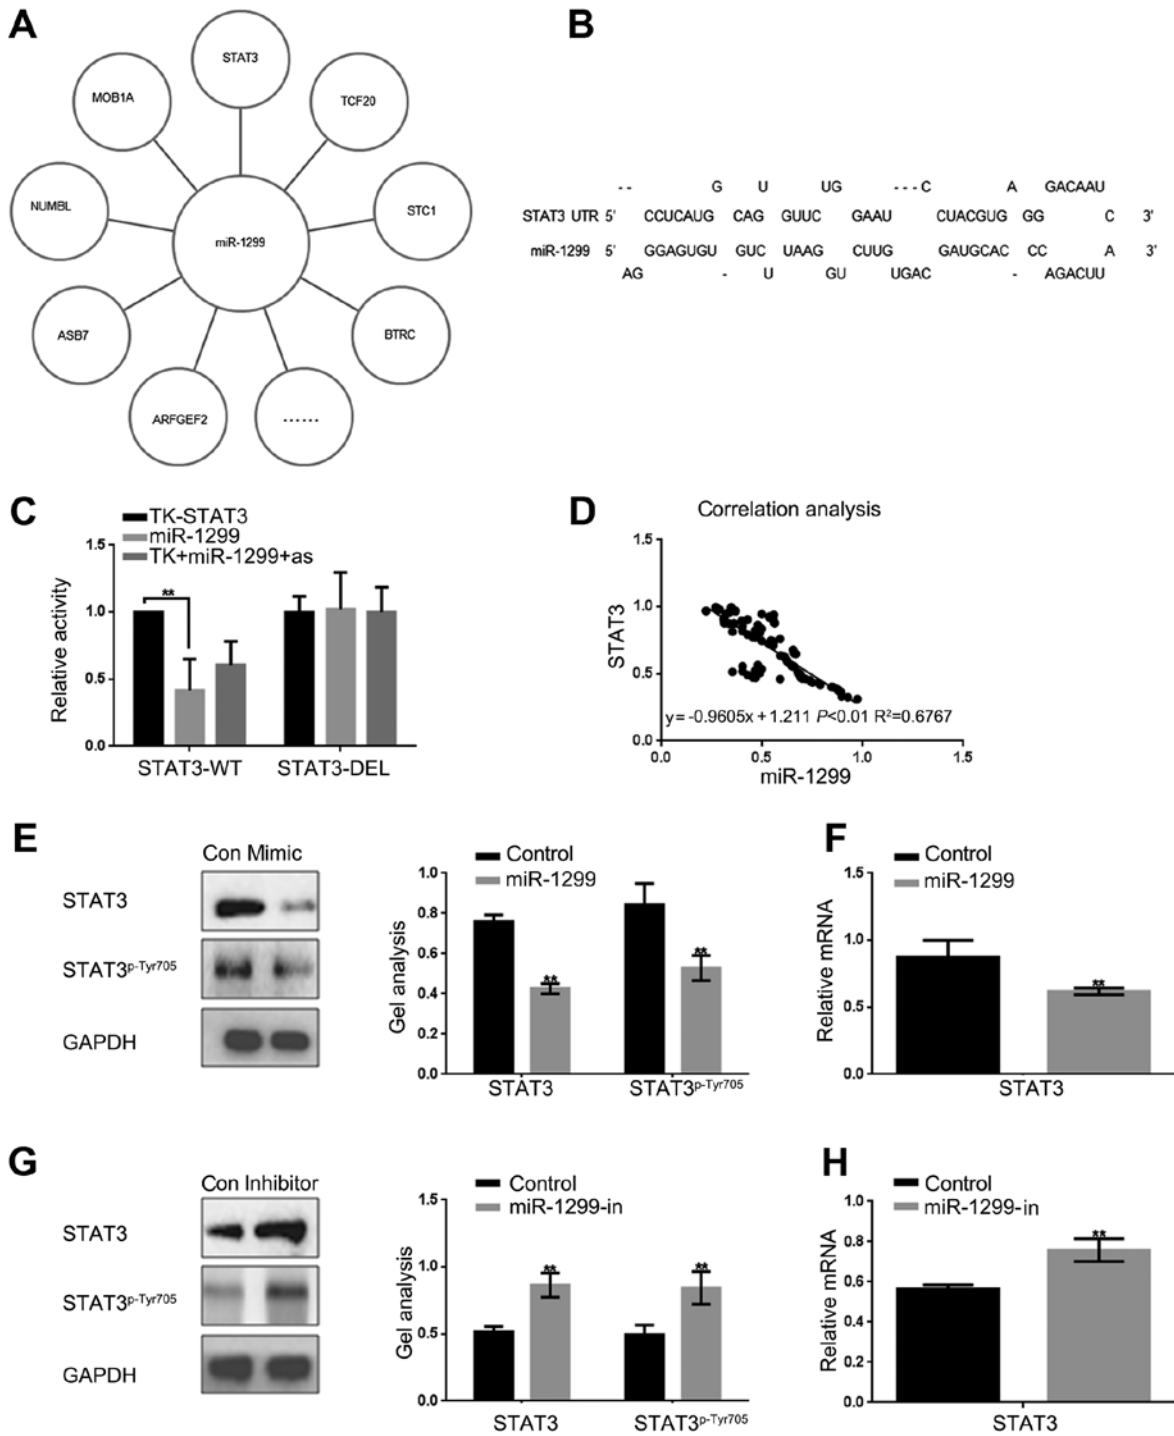 A
STAT3
MOB1A
TCF20
NUMBL
STC1
miR-1299
ASB7
BTRC
ARFGEF2
......
B
-- G U UG ---C A GACAAU
STAT3 UTR 5' CCUCAUG CAG GUUC GAAU CUACGUG GG C 3'
miR-1299 5' GGAGUGU GUC UAAG CUUG GAUGCAC CC A 3'
AG - U GU UGAC - AGACUU
C
TK-STAT3
miR-1299
TK+miR-1299+as
Relative activity
1.5
1.0
0.5
0.0
**
STAT3-WT STAT3-DEL
D
Correlation analysis
STAT3
1.5
1.0
0.5
0.0
y = -0.9605x + 1.211 P<0.01 R²=0.6767
0.0 0.5 1.0 1.5
miR-1299
E
Con Mimic
STAT3
STAT3p-Tyr705
GAPDH
Control
miR-1299
Gel analysis
1.0
0.8
0.6
0.4
0.2
0.0
** **
STAT3 STAT3p-Tyr705
F
Control
miR-1299
Relative mRNA
1.5
1.0
0.5
0.0
**
STAT3
G
Con Inhibitor
STAT3
STAT3p-Tyr705
GAPDH
Control
miR-1299-in
Gel analysis
1.5
1.0
0.5
0.0
** **
STAT3 STAT3p-Tyr705
H
Control
miR-1299-in
Relative mRNA
1.0
0.8
0.6
0.4
0.2
0.0
**
STAT3